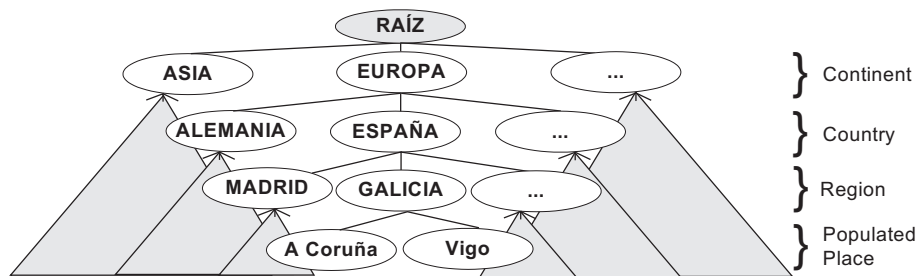 RAÍZ
ASIA
EUROPA
...
} Continent
ALEMANIA
ESPAÑA
...
} Country
MADRID
GALICIA
...
} Region
A Coruña
Vigo
} Populated
Place